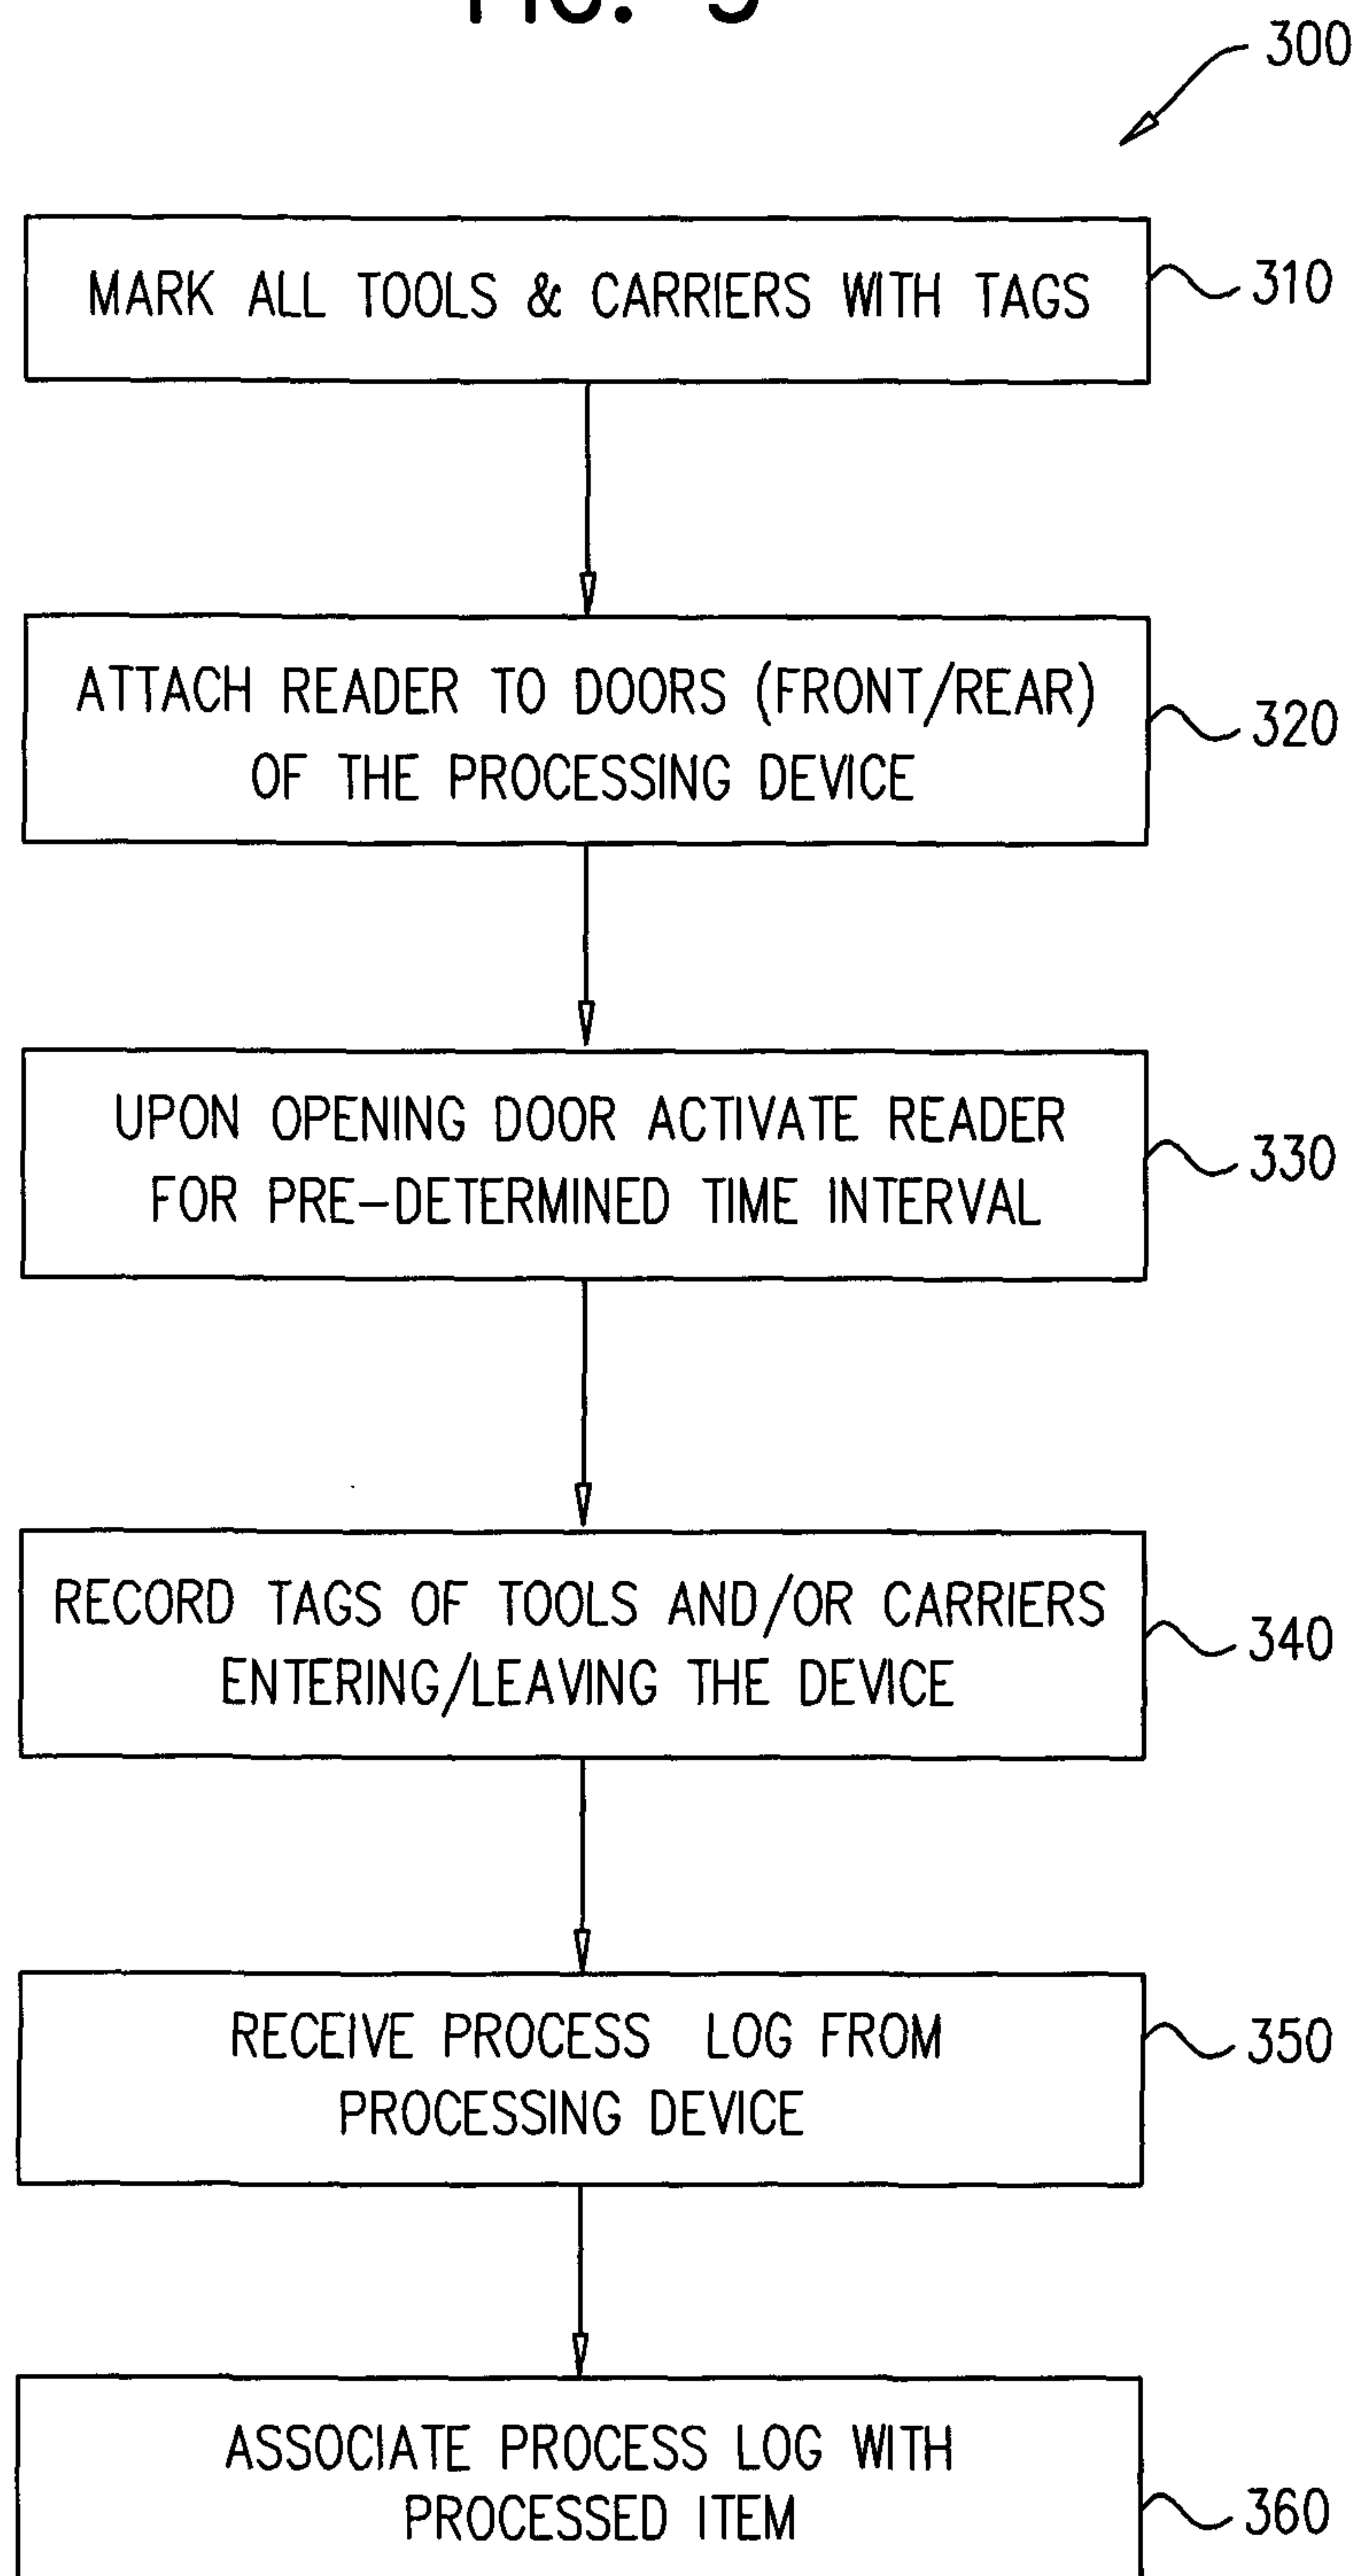 300
MARK ALL TOOLS & CARRIERS WITH TAGS
310
ATTACH READER TO DOORS (FRONT/REAR)
OF THE PROCESSING DEVICE
320
UPON OPENING DOOR ACTIVATE READER
FOR PRE-DETERMINED TIME INTERVAL
330
RECORD TAGS OF TOOLS AND/OR CARRIERS
ENTERING/LEAVING THE DEVICE
340
RECEIVE PROCESS LOG FROM
PROCESSING DEVICE
350
ASSOCIATE PROCESS LOG WITH
PROCESSED ITEM
360